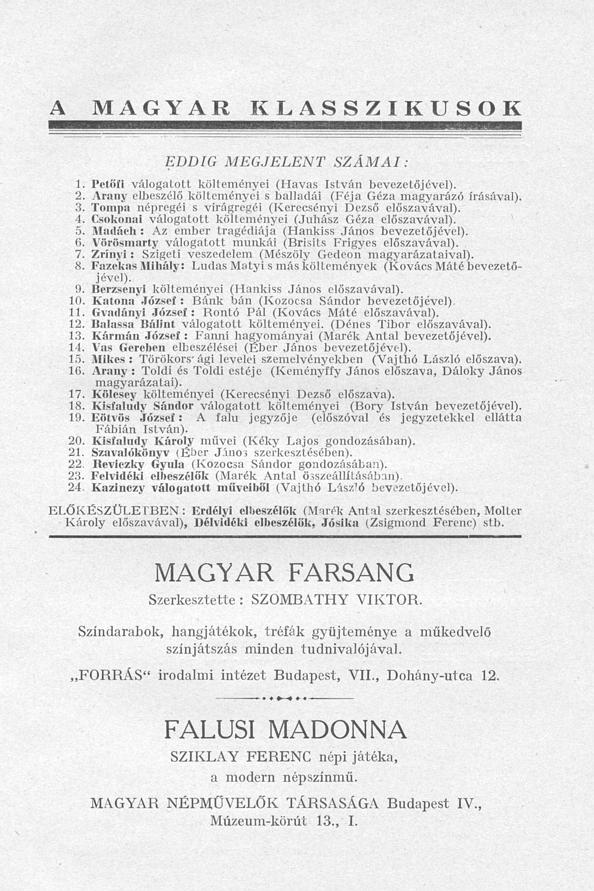 A MAGYAR KLASSZIKUSOK
EDDIG MEGJELENT SZÁMAI:
1. Petőfi válogatott költeményei (Havas István bevezetőjével).
2. Arany elbeszélő költeményei s balladái (Féja Géza magyarázó írásával).
3. Tompa népregéi s virágregéi (Kerecsényi Dezső előszavával).
4. Csokonai válogatott költeményei (Juhász Géza előszavával).
5. Madách: Az ember tragédiája (Hankiss János bevezetőjével).
6. Vörösmarty válogatott munkái (Brisits Frigyes előszavával).
7. Zrínyi: Szigeti veszedelem (Mészöly Gedeon magyarázataival).
8. Fazekas Mihály: Ludas Matyi s más költemények (Kovács Máté bevezető-
jével).
9. Berzsenyi költeményei (Hankiss János előszavával).
10. Katona József: Bánk bán (Kozocsa Sándor bevezetőjével)
11. Gvadányi József: Rontó Pál (Kovács Máté előszavával).
12. Balassa Bálint válogatott költeményei. (Dénes Tibor előszavával).
13. Kármán József: Fanni hagyományai (Marék Antal bevezetőjével).
14. Vas Gereben elbeszélései (Éber János bevezetőjével).
15. Mikes: Törökors·ági levelei szemelvényekben (Vajthó László előszava).
16. Arany: Toldi és Toldi estéje (Keményffy János előszava, Dáloky János
magyarázatai).
17. Kölcsey költeményei (Kerecsényi Dezső előszava).
18. Kisfaludy Sándor válogatott költeményei (Bory István bevezetőjével).
19. Eötvös József: A falu jegyzője (előszóval és jegyzetekkel ellátta
Fábián István).
20. Kisfaludy Károly művei (Kéky Lajos gondozásában).
21. Szavalókönyv (Éber János szerkesztésében).
22. Reviczky Gyula (Kozocsa Sándor gondozásában).
23. Felvidéki elbeszélők (Marék Antal összeállításában).
24. Kazinczy válogatott műveiből (Vajthó László bevezetőjével).
ELŐKÉSZÜLETBEN: Erdélyi elbeszélők (Marék Antal szerkesztésében, Molter
Károly előszavával), Délvidéki elbeszélők, Jósika (Zsigmond Ferenc) stb.
MAGYAR FARSANG
Szerkesztette: SZOMBATHY VIKTOR.
Színdarabok, hangjátékok, tréfák gyüjteménye a műkedvelő
színjátszás minden tudnivalójával.
„FORRÁS“ irodalmi intézet Budapest, VII., Dohány-utca 12.
FALUSI MADONNA
SZIKLAY FERENC népi játéka,
a modern népszínmű.
MAGYAR NÉPMŰVELŐK TÁRSASÁGA Budapest IV.,
Múzeum-körút 13., I.